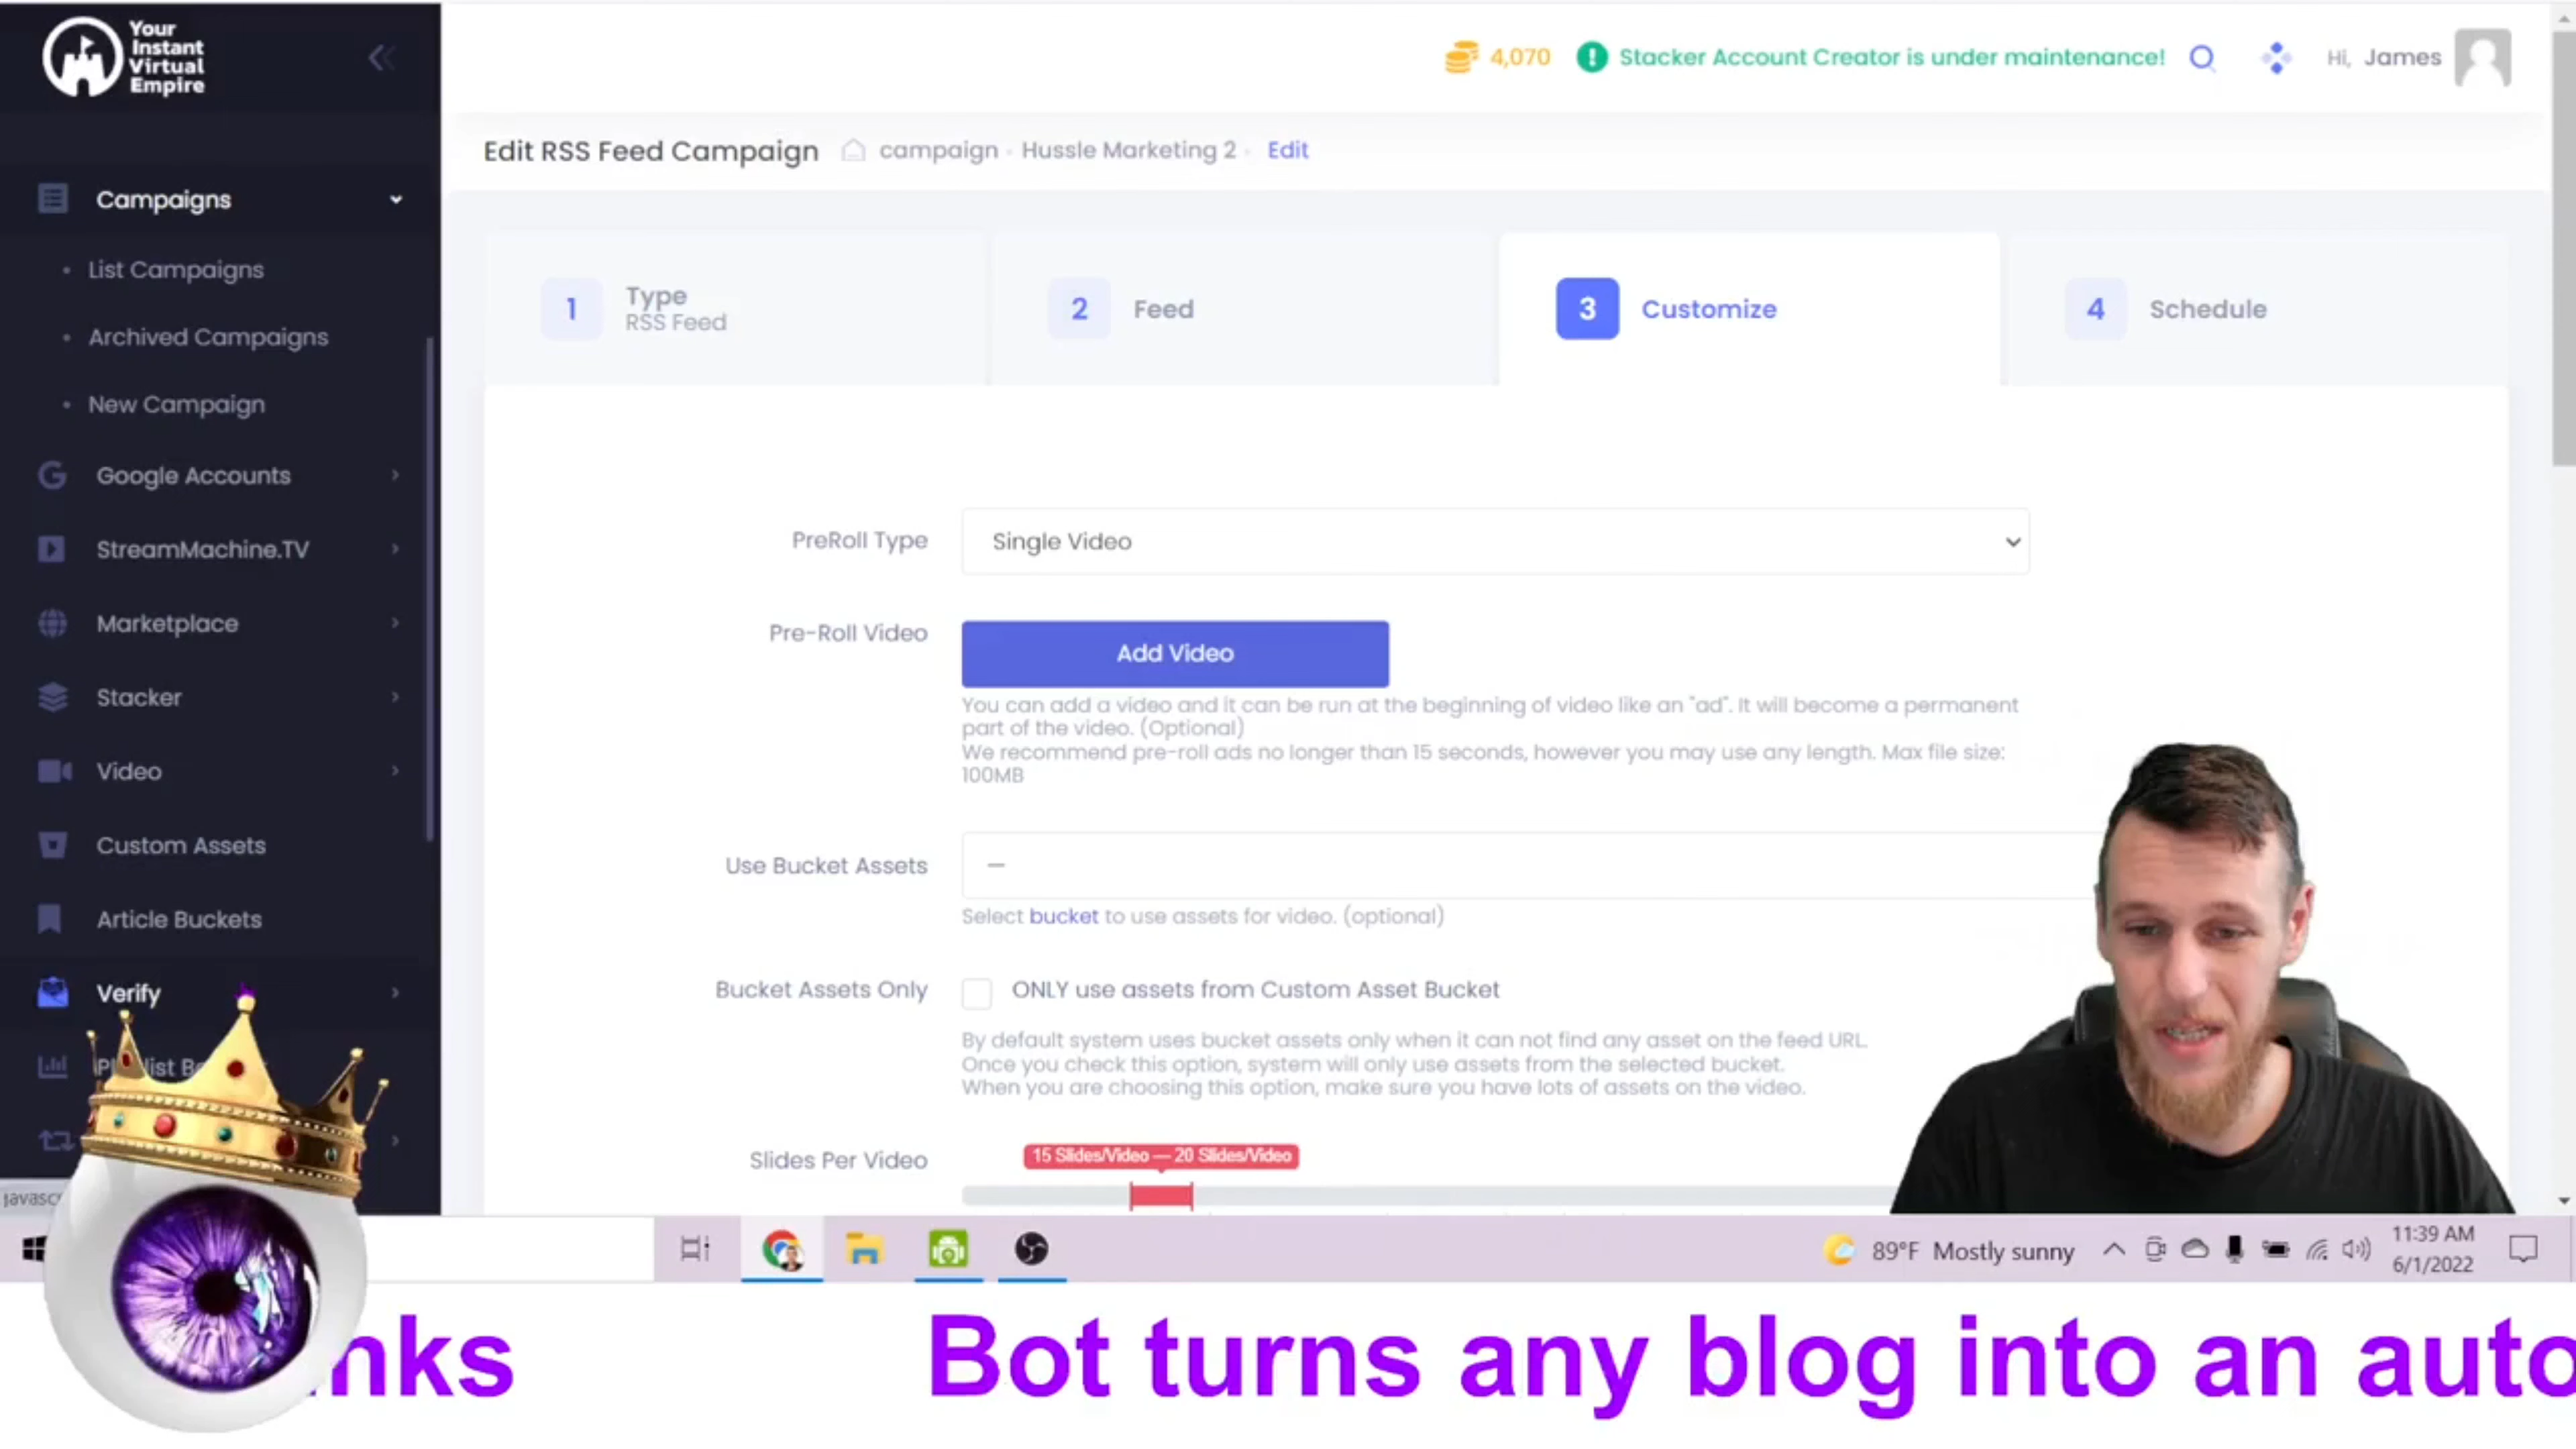 Your
Instant
Virtual
Empire
4,070
Stacker Account Creator is under maintenance!
Hi, James
Edit RSS Feed Campaign
campaign · Hussle Marketing 2 · Edit
Campaigns
List Campaigns
Archived Campaigns
New Campaign
Google Accounts
StreamMachine.TV
Marketplace
Stacker
Video
Custom Assets
Article Buckets
Verify
1
Type
RSS Feed
2
Feed
3
Customize
4
Schedule
PreRoll Type
Single Video
Pre-Roll Video
Add Video
You can add a video and it can be run at the beginning of video like an "ad". It will become a permanent
part of the video. (Optional)
We recommend pre-roll ads no longer than 15 seconds, however you may use any length. Max file size:
100MB
Use Bucket Assets
—
Select bucket to use assets for video. (optional)
Bucket Assets Only
ONLY use assets from Custom Asset Bucket
By default system uses bucket assets only when it can not find any asset on the feed URL.
Once you check this option, system will only use assets from the selected bucket.
When you are choosing this option, make sure you have lots of assets on the video.
Slides Per Video
15 Slides/Video — 20 Slides/Video
89°F Mostly sunny
11:39 AM
6/1/2022
Bot turns any blog into an auto